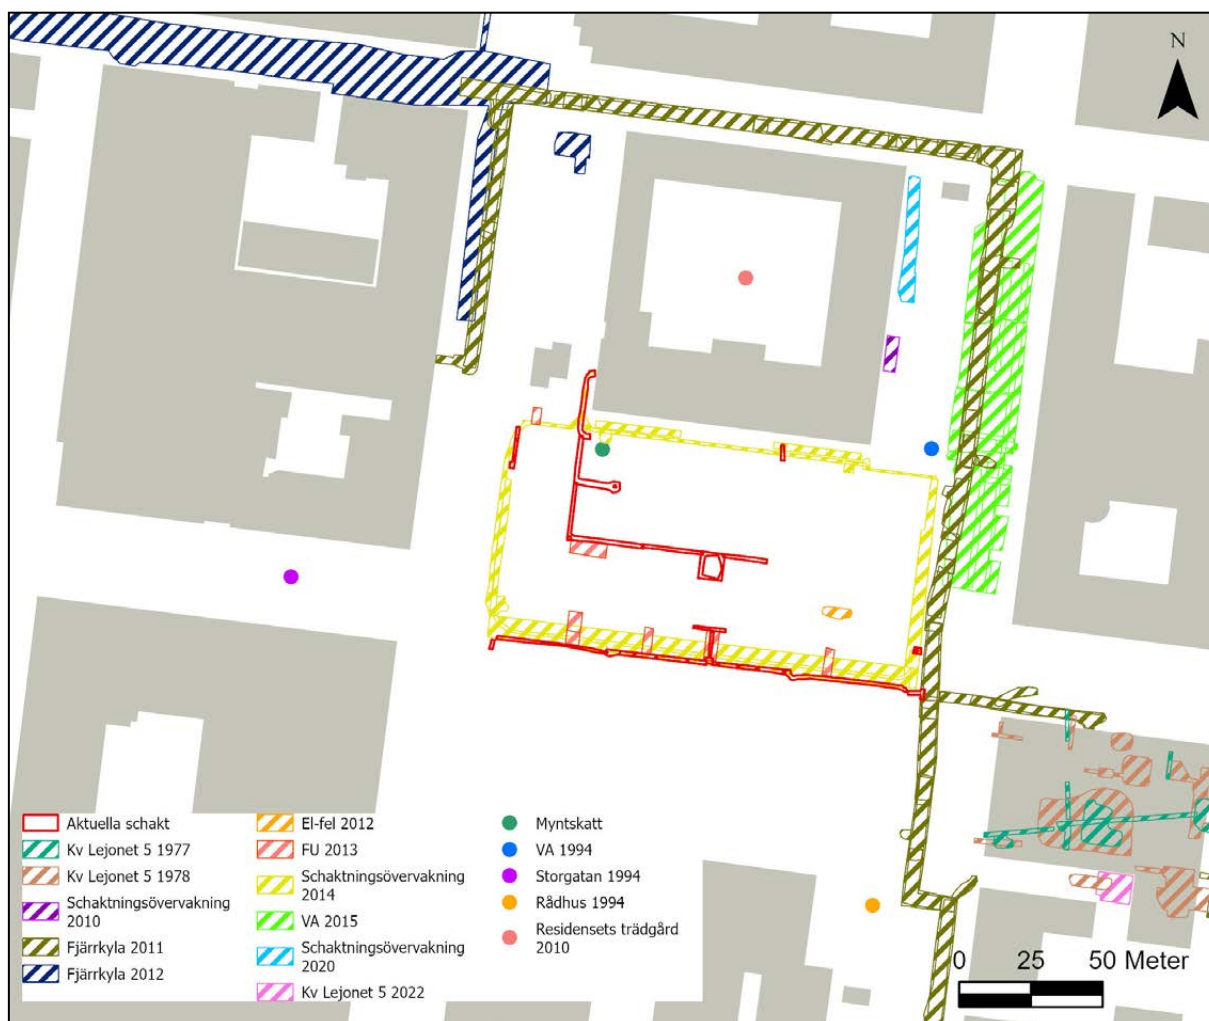 N
Aktuella schakt
Kv Lejonet 5 1977
Kv Lejonet 5 1978
Schaktningsövervakning
2010
Fjärrkyla 2011
Fjärrkyla 2012
El-fel 2012
FU 2013
Schaktningsövervakning
2014
VA 2015
Schaktningsövervakning
2020
Kv Lejonet 5 2022
Myntskatt
VA 1994
Storgatan 1994
Rådhus 1994
Residensets trädgård
2010
0 25 50 Meter